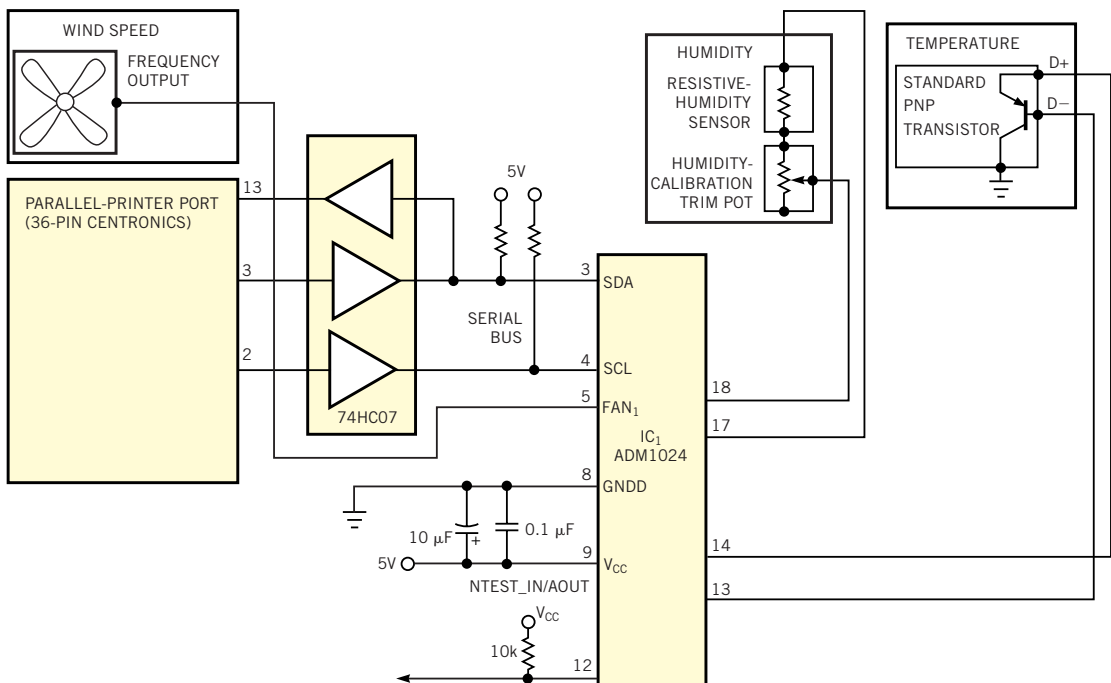 WIND SPEED
FREQUENCY
OUTPUT
HUMIDITY
RESISTIVE-
HUMIDITY
SENSOR
HUMIDITY-
CALIBRATION
TRIM POT
TEMPERATURE
STANDARD
PNP
TRANSISTOR
D+
D−
PARALLEL-PRINTER PORT
(36-PIN CENTRONICS)
13
3
2
74HC07
5V
SERIAL
BUS
3
SDA
4
SCL
5
FAN₁
IC₁
ADM1024
18
17
8
GNDD
10 μF
+
0.1 μF
5V
9
V_CC
NTEST_IN/AOUT
14
13
V_CC
10k
12